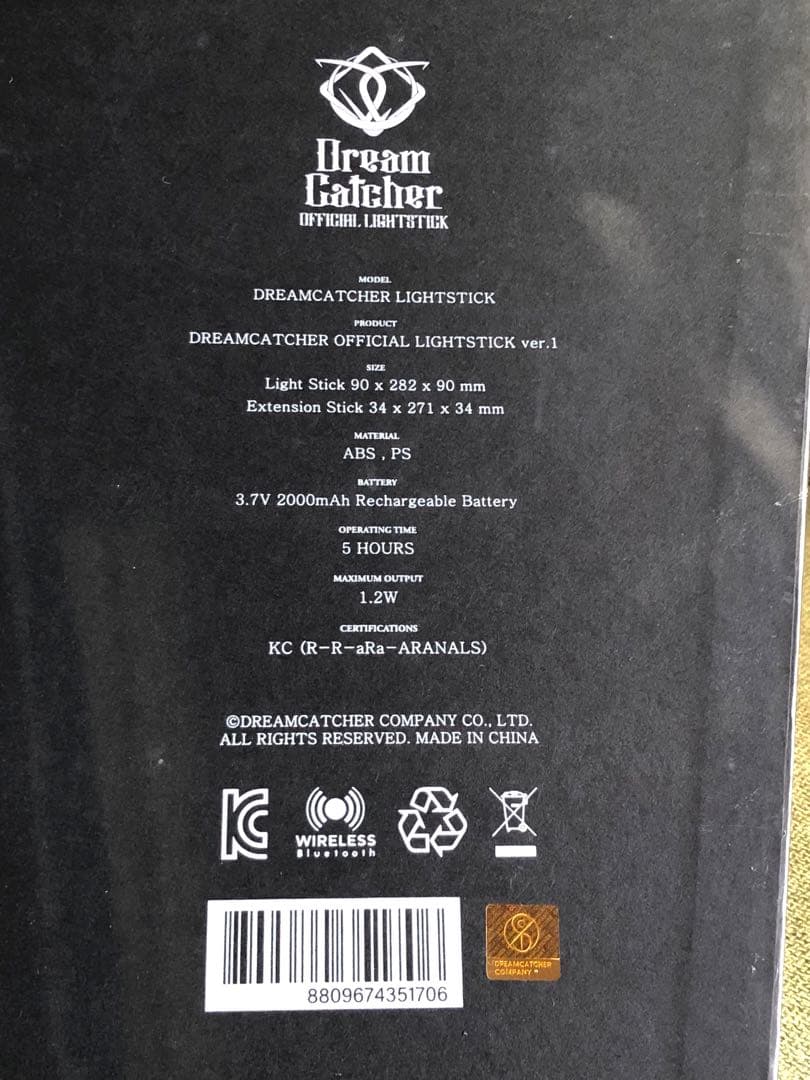 Dream
Catcher
OFFICIAL LIGHTSTICK
MODEL
DREAMCATCHER LIGHTSTICK
PRODUCT
DREAMCATCHER OFFICIAL LIGHTSTICK ver.1
SIZE
Light Stick 90 x 282 x 90 mm
Extension Stick 34 x 271 x 34 mm
MATERIAL
ABS , PS
BATTERY
3.7V 2000mAh Rechargeable Battery
OPERATING TIME
5 HOURS
MAXIMUM OUTPUT
1.2W
CERTIFICATIONS
KC (R-R-aRa-ARANALS)
©DREAMCATCHER COMPANY CO., LTD.
ALL RIGHTS RESERVED. MADE IN CHINA
KC
WIRELESS
Bluetooth
8809674351706
DREAMCATCHER
COMPANY